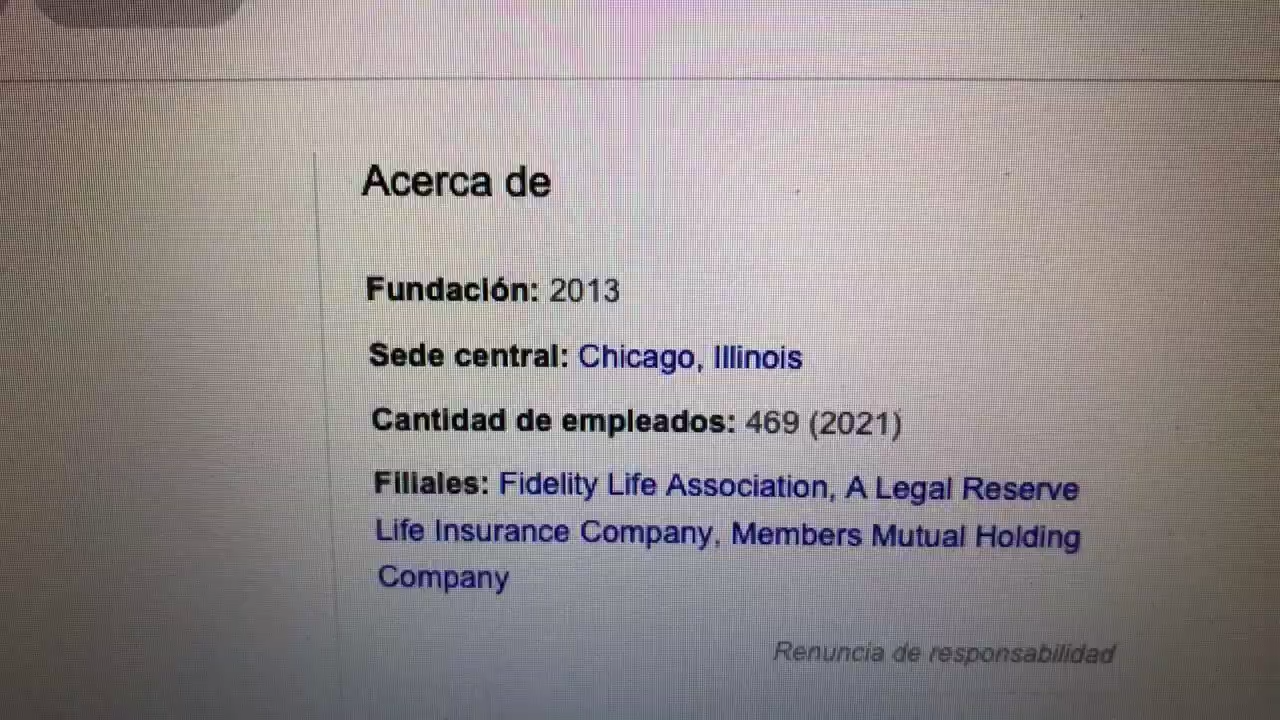 Acerca de
Fundación: 2013
Sede central: Chicago, Illinois
Cantidad de empleados: 469 (2021)
Filiales: Fidelity Life Association, A Legal Reserve
Life Insurance Company, Members Mutual Holding
Company
Renuncia de responsabilidad